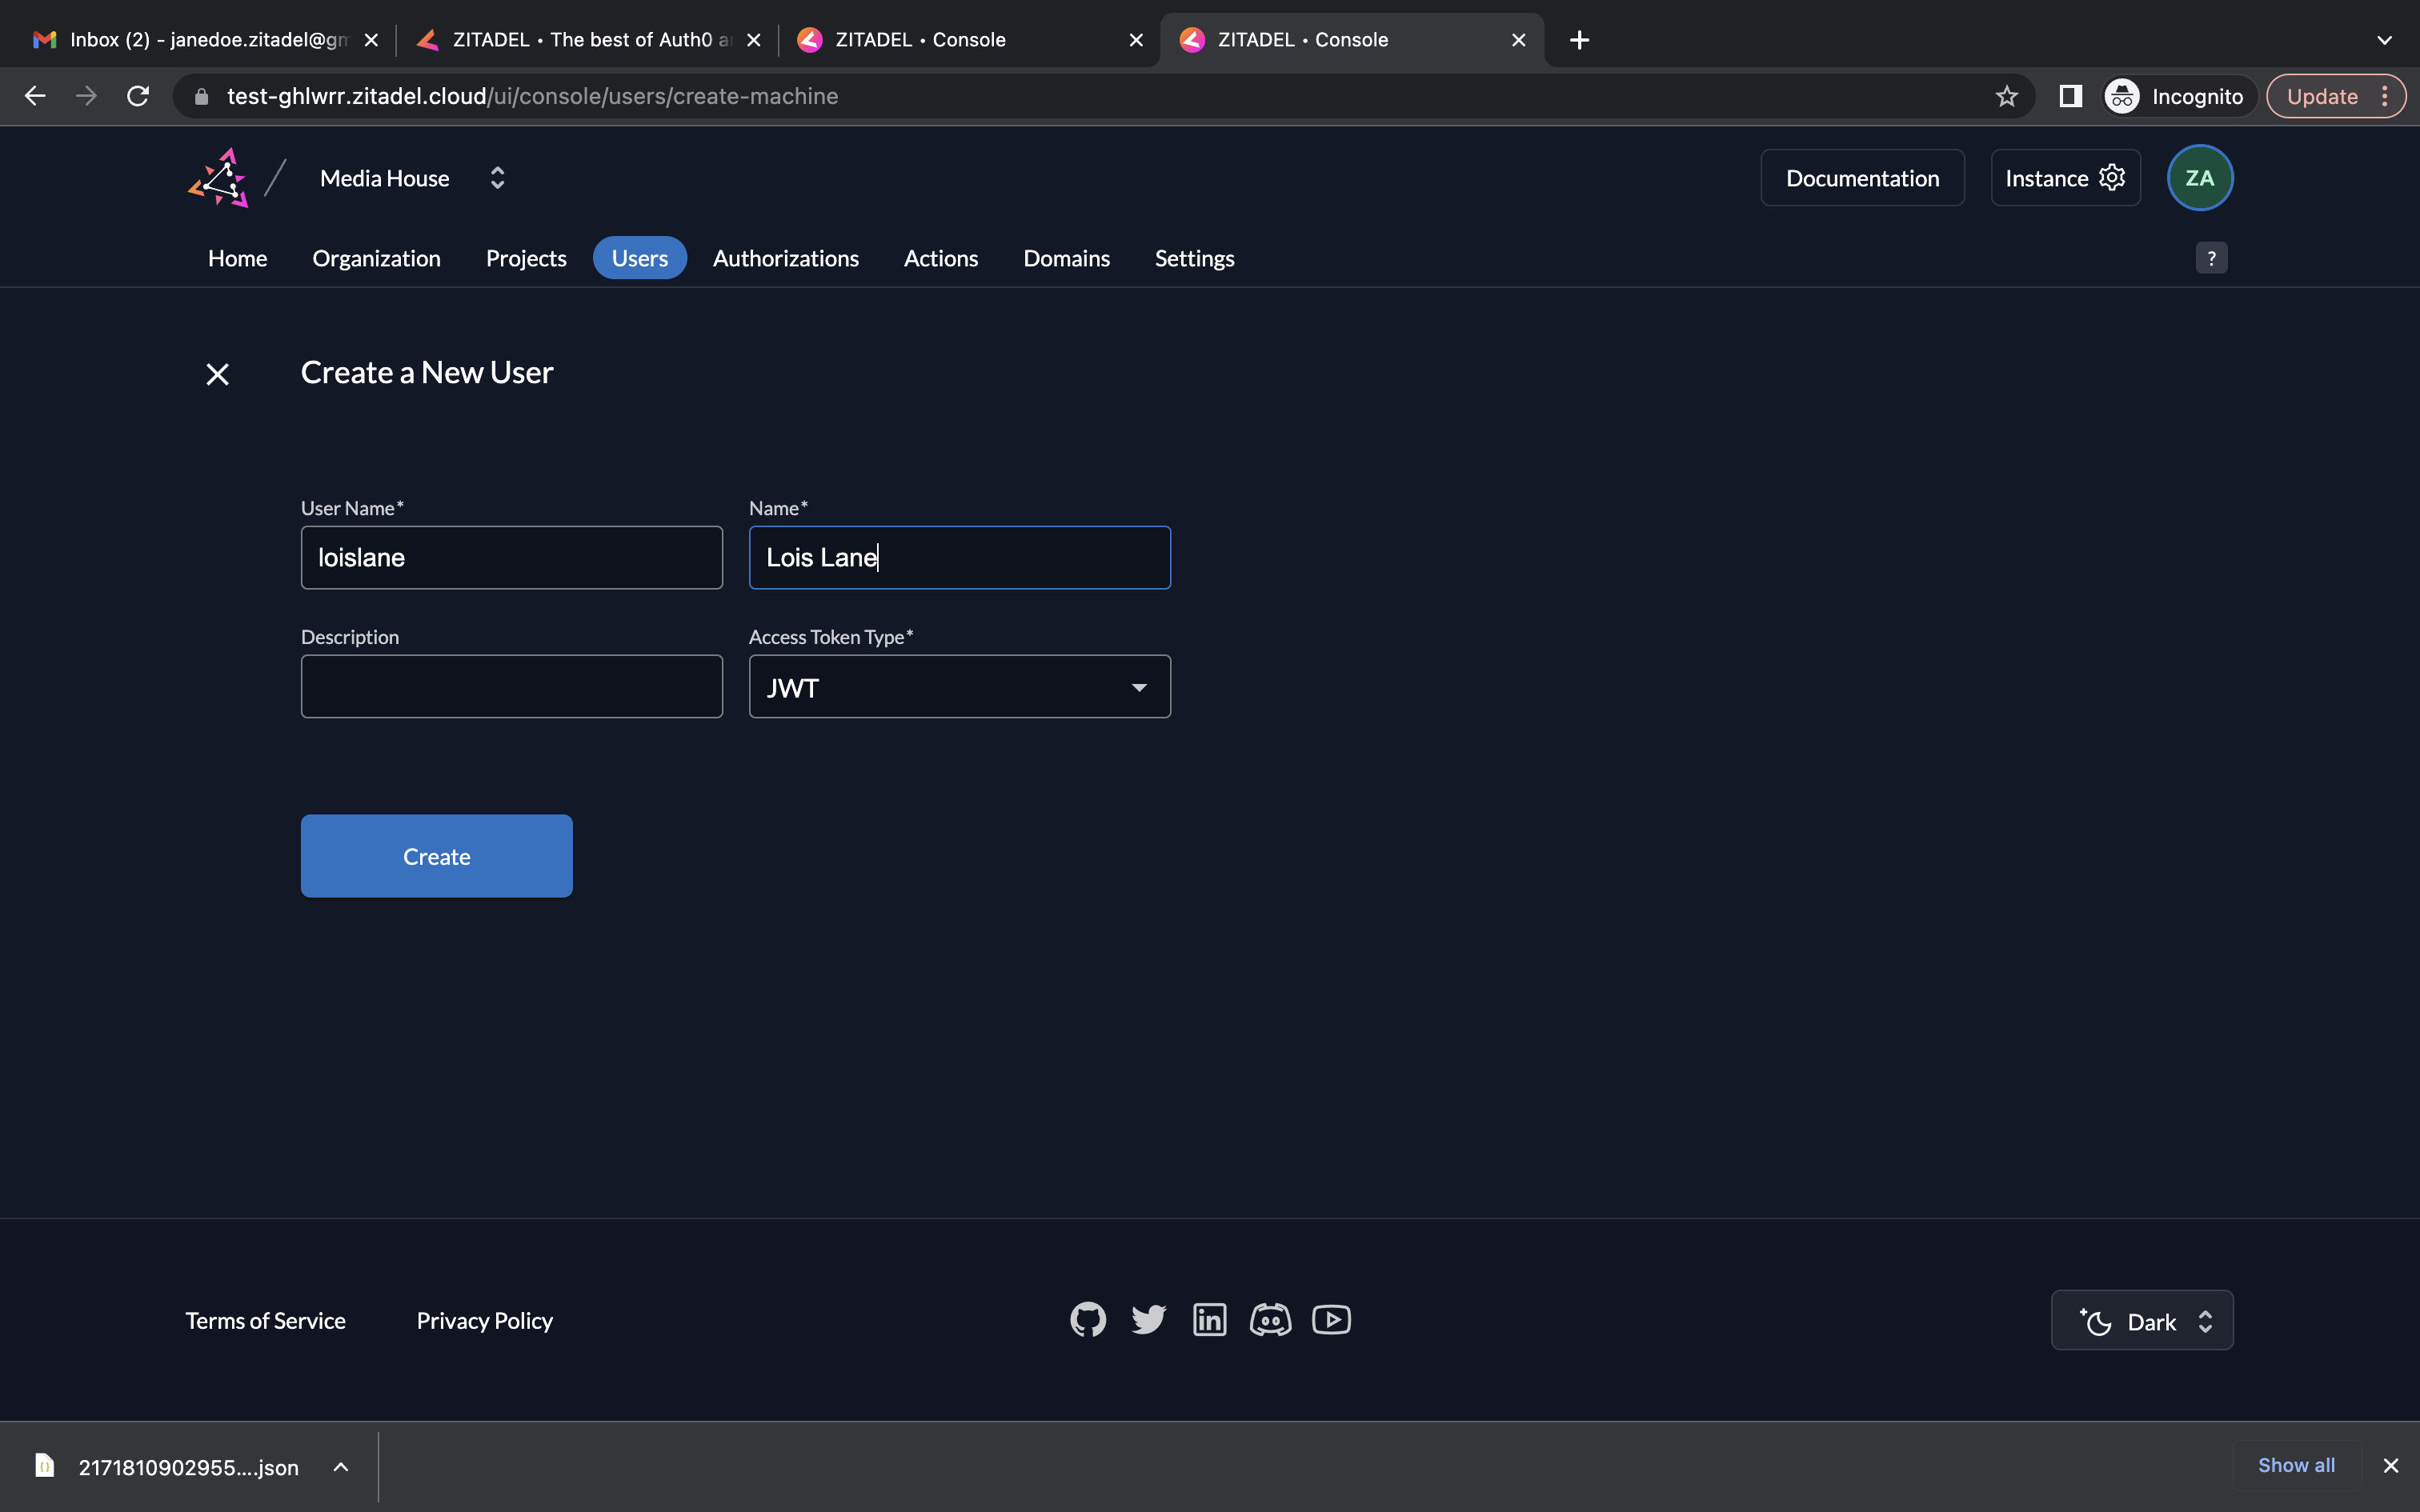 Inbox (2) - janedoe.zitadel@gm
ZITADEL • The best of Auth0 a
ZITADEL • Console
ZITADEL • Console
test-ghlwrr.zitadel.cloud/ui/console/users/create-machine
Incognito
Update
Media House
Documentation
Instance
ZA
Home
Organization
Projects
Users
Authorizations
Actions
Domains
Settings
?
Create a New User
User Name*
Name*
loislane
Lois Lane
Description
Access Token Type*
JWT
Create
Terms of Service
Privacy Policy
in
Dark
2171810902955....json
Show all